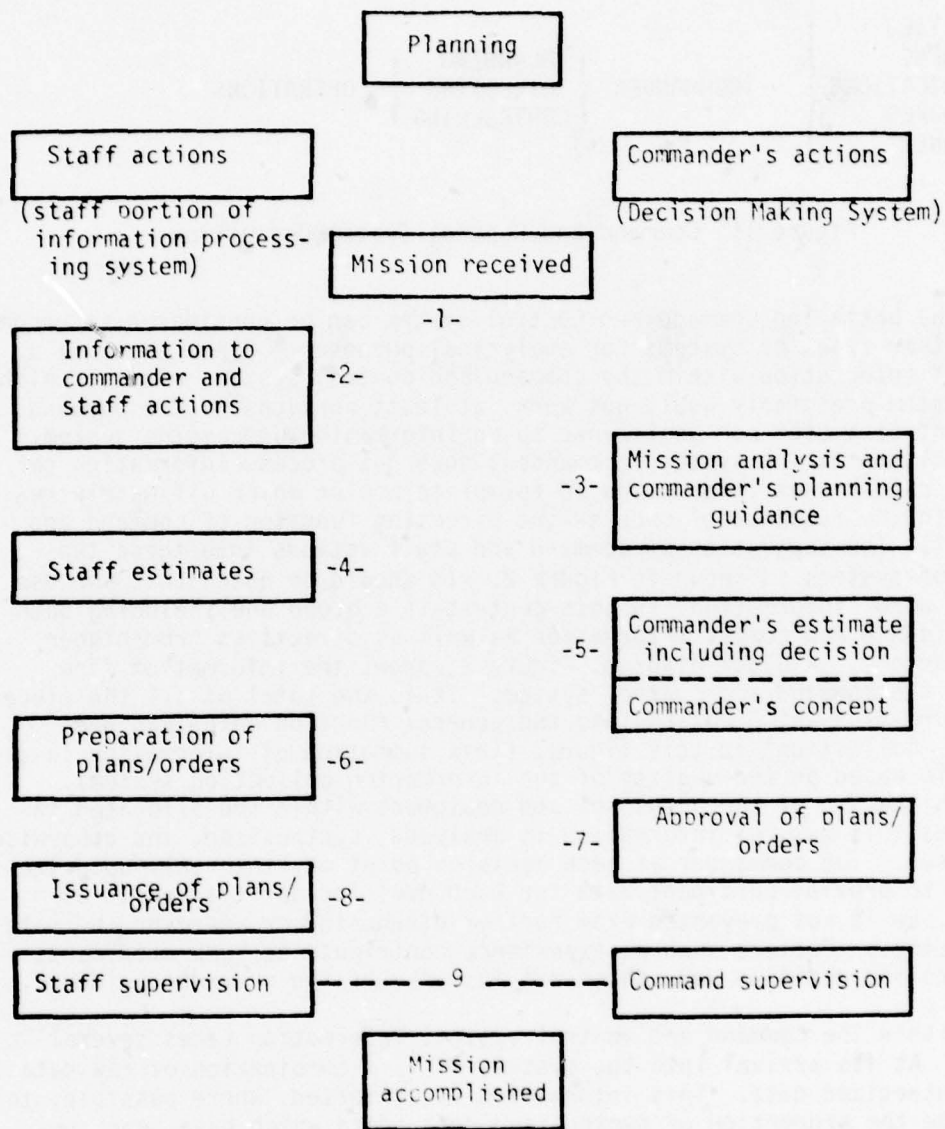 Planning
Staff actions
Commander's actions
(staff portion of
information process-
ing system)
(Decision Making System)
Mission received
-1-
Information to
commander and
staff actions
-2-
-3-
Mission analysis and
commander's planning
guidance
Staff estimates
-4-
-5-
Commander's estimate
including decision
Commander's concept
Preparation of
plans/orders
-6-
-7-
Approval of plans/
orders
Issuance of plans/
orders
-8-
Staff supervision
9
Command supervision
Mission
accomplished